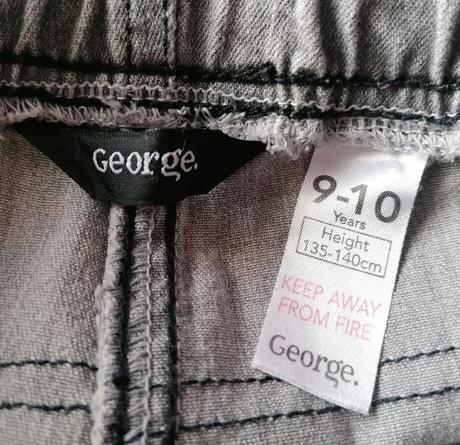 George.
9-10
Years
Height
135-140cm
KEEP AWAY
FROM FIRE
George.